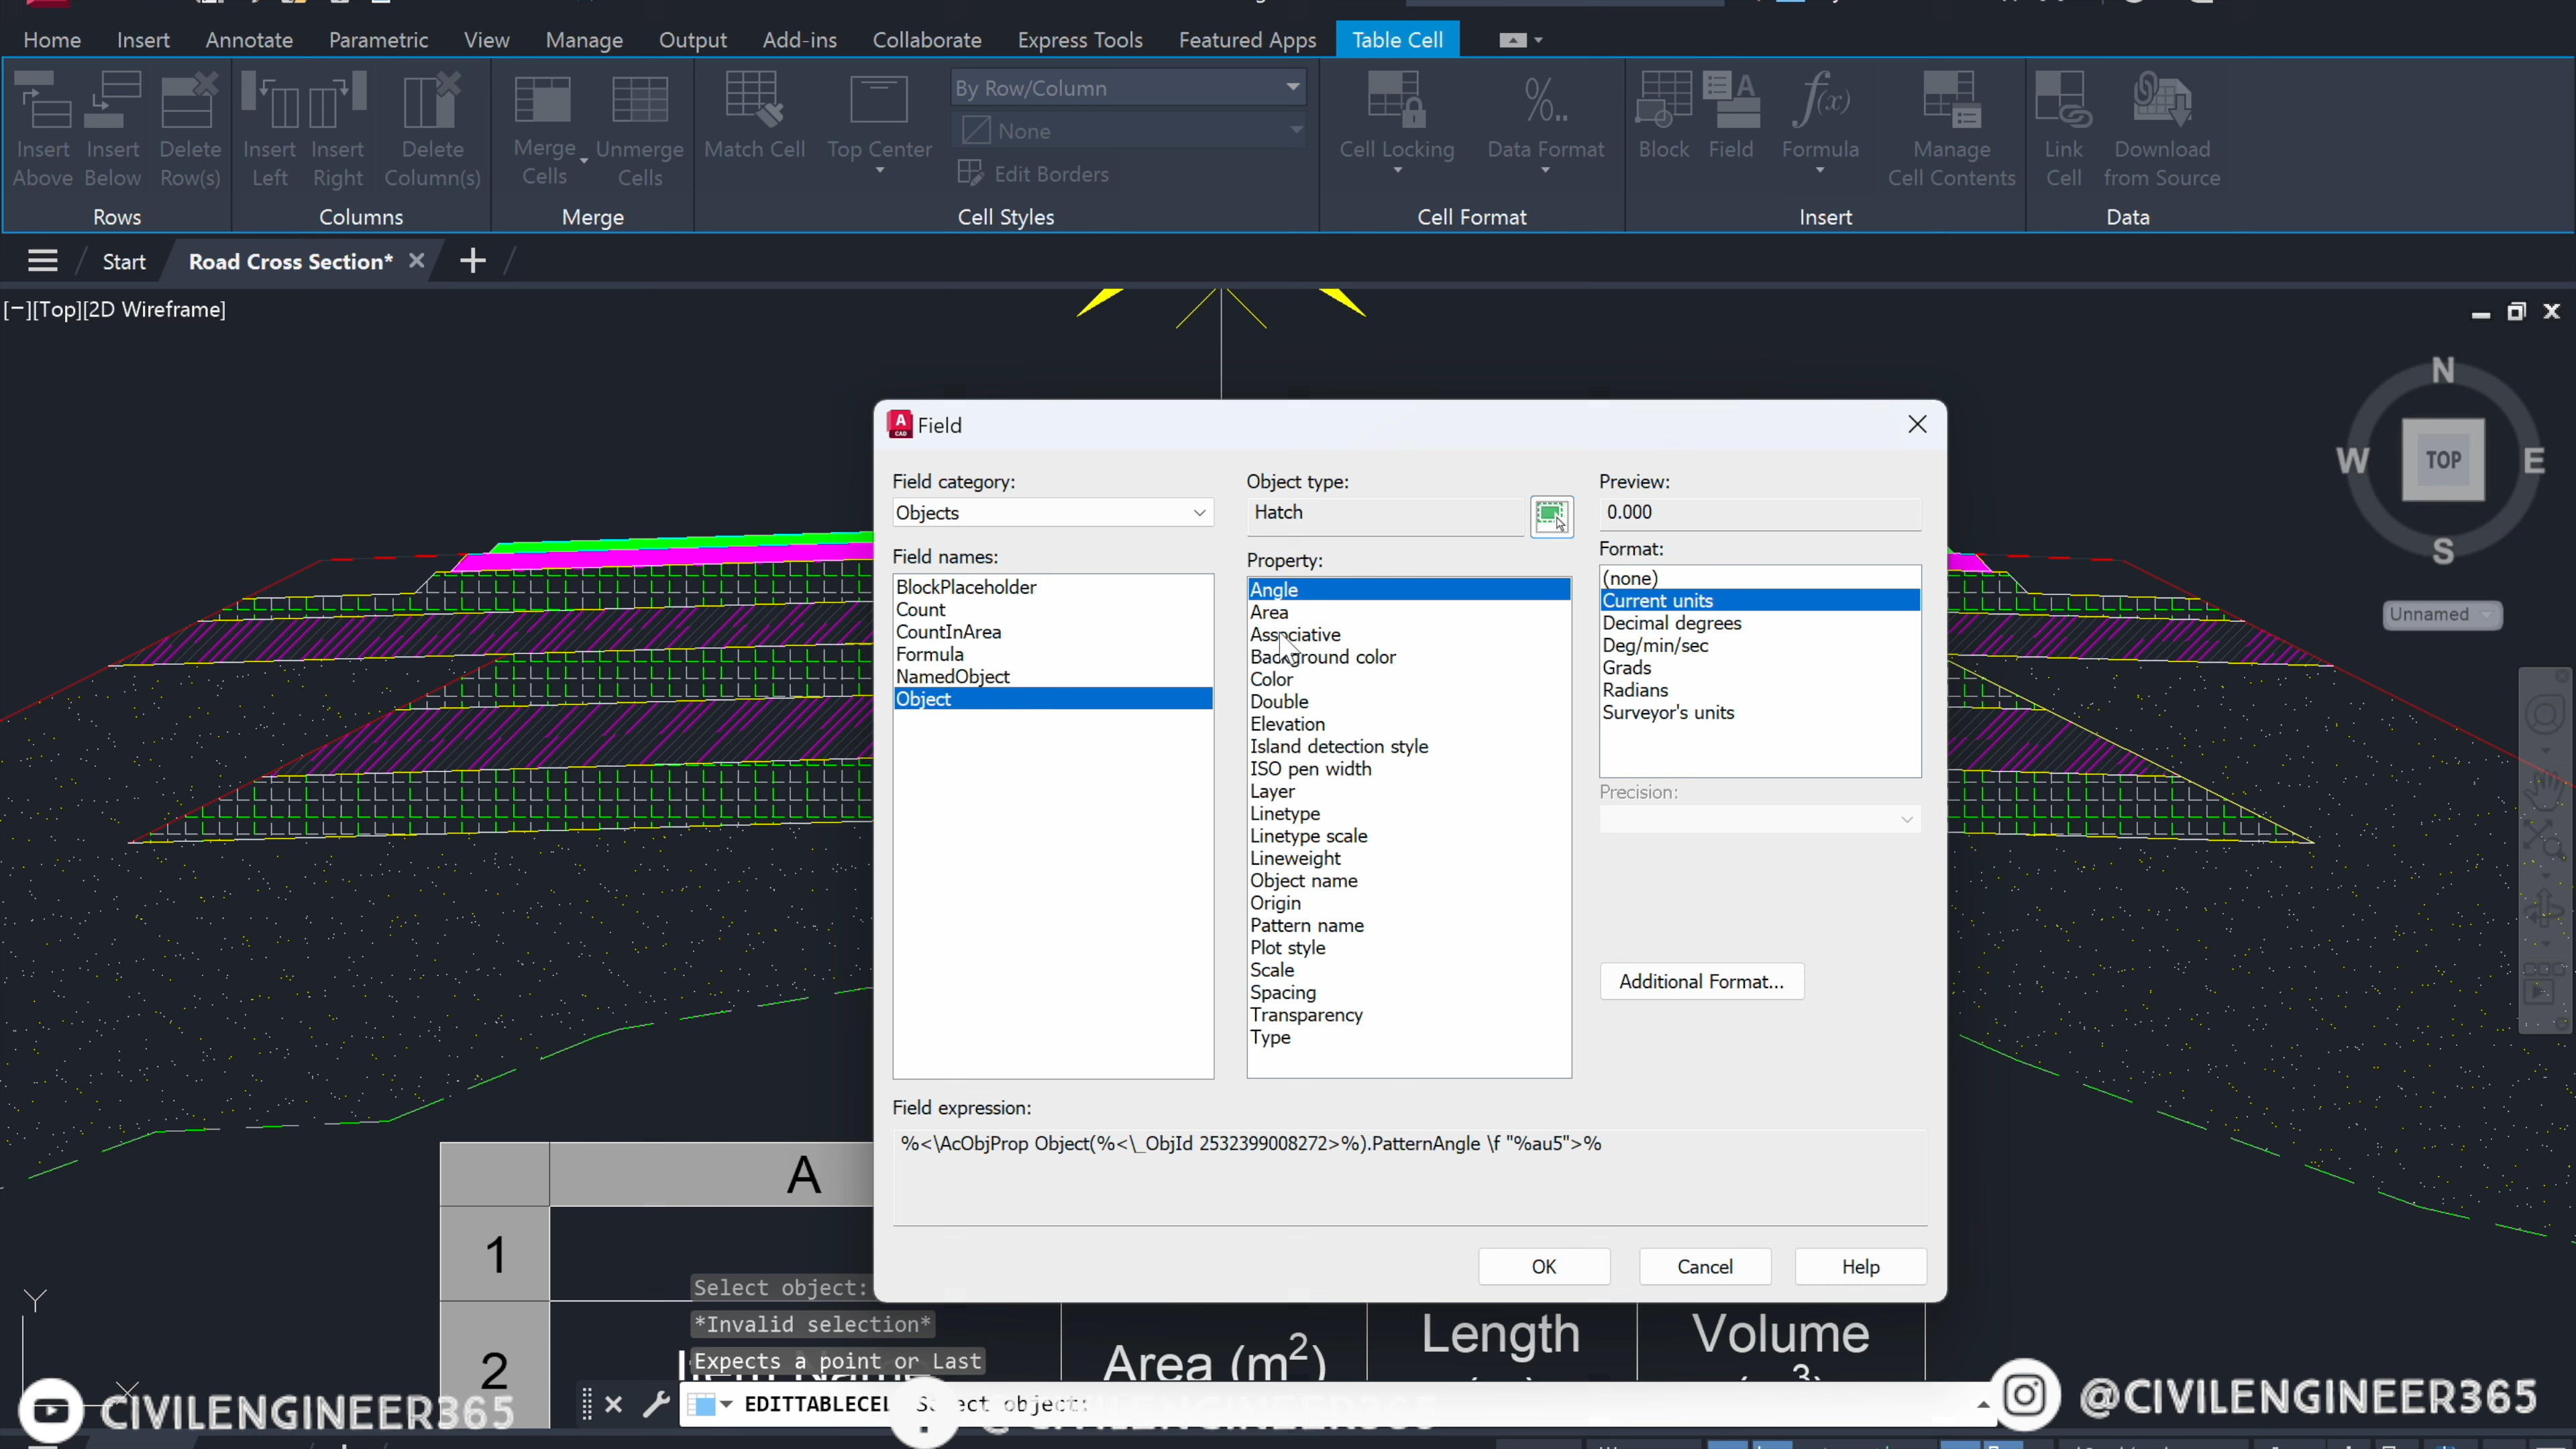 Home Insert Annotate Parametric View Manage Output Add-ins Collaborate Express Tools Featured Apps Table Cell
Insert Above Insert Below Delete Row(s)
Rows
Insert Left Insert Right Delete Column(s)
Columns
Merge Cells Unmerge Cells
Merge
Match Cell Top Center
By Row/Column
None
Edit Borders
Cell Styles
Cell Locking Data Format
%..
Cell Format
Block Field Formula Manage Cell Contents
f(x)
Insert
Link Cell Download from Source
Data
Start Road Cross Section*
[−][Top][2D Wireframe]
N
W TOP E
S
Unnamed
A CAD Field
Field category:
Objects
Field names:
BlockPlaceholder
Count
CountInArea
Formula
NamedObject
Object
Object type:
Hatch
Property:
Angle
Area
Associative
Background color
Color
Double
Elevation
Island detection style
ISO pen width
Layer
Linetype
Linetype scale
Lineweight
Object name
Origin
Pattern name
Plot style
Scale
Spacing
Transparency
Type
Preview:
0.000
Format:
(none)
Current units
Decimal degrees
Deg/min/sec
Grads
Radians
Surveyor's units
Precision:
Additional Format...
Field expression:
%<\AcObjProp Object(%<\_ObjId 2532399008272>%).PatternAngle \f "%au5">%
OK Cancel Help
A
1
2
Area (m2) Length Volume
Select object:
*Invalid selection*
Expects a point or Last
EDITTABLECEL object:
Y
X
CIVILENGINEER365
@CIVILENGINEER365
@CIVILENGINEER365